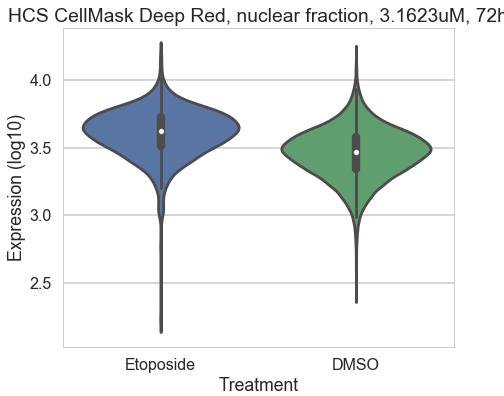 HCS CellMask Deep Red, nuclear fraction, 3.1623uM, 72h
Expression (log10)
4.0
3.5
3.0
2.5
Etoposide DMSO
Treatment